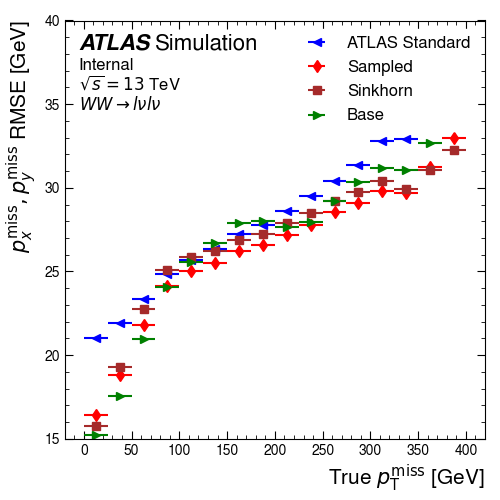 ATLAS Simulation
Internal
√s = 13 TeV
WW → lνlν
ATLAS Standard
Sampled
Sinkhorn
Base
p_x^miss, p_y^miss RMSE [GeV]
40
35
30
25
20
15
0 50 100 150 200 250 300 350 400
True p_T^miss [GeV]